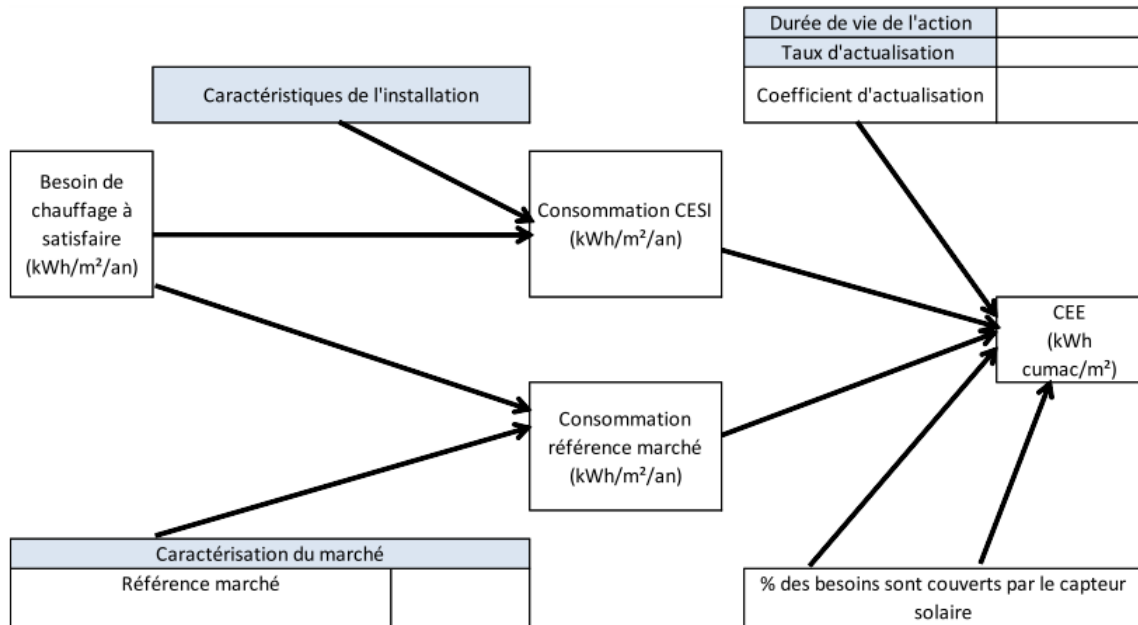 Durée de vie de l'action
Taux d'actualisation
Coefficient d'actualisation
Caractéristiques de l'installation
Besoin de
chauffage à
satisfaire
(kWh/m²/an)
Consommation CESI
(kWh/m²/an)
CEE
(kWh
cumac/m²)
Consommation
référence marché
(kWh/m²/an)
Caractérisation du marché
Référence marché
% des besoins sont couverts par le capteur
solaire